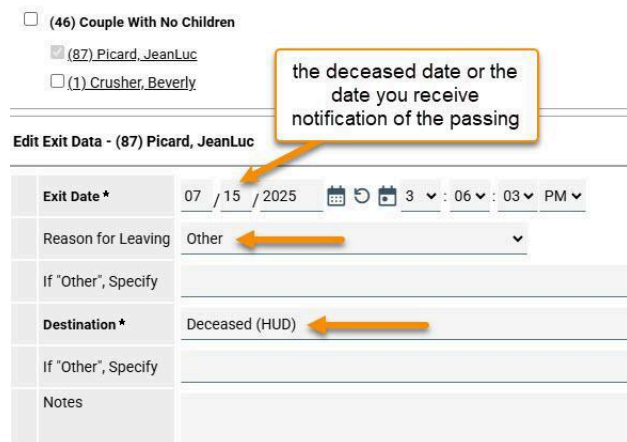 (46) Couple With No Children
(87) Picard, JeanLuc
(1) Crusher, Beverly
the deceased date or the
date you receive
notification of the passing
Edit Exit Data - (87) Picard, JeanLuc
Exit Date * 07 / 15 / 2025 3 : 06 : 03 PM
Reason for Leaving Other
If "Other", Specify
Destination * Deceased (HUD)
If "Other", Specify
Notes